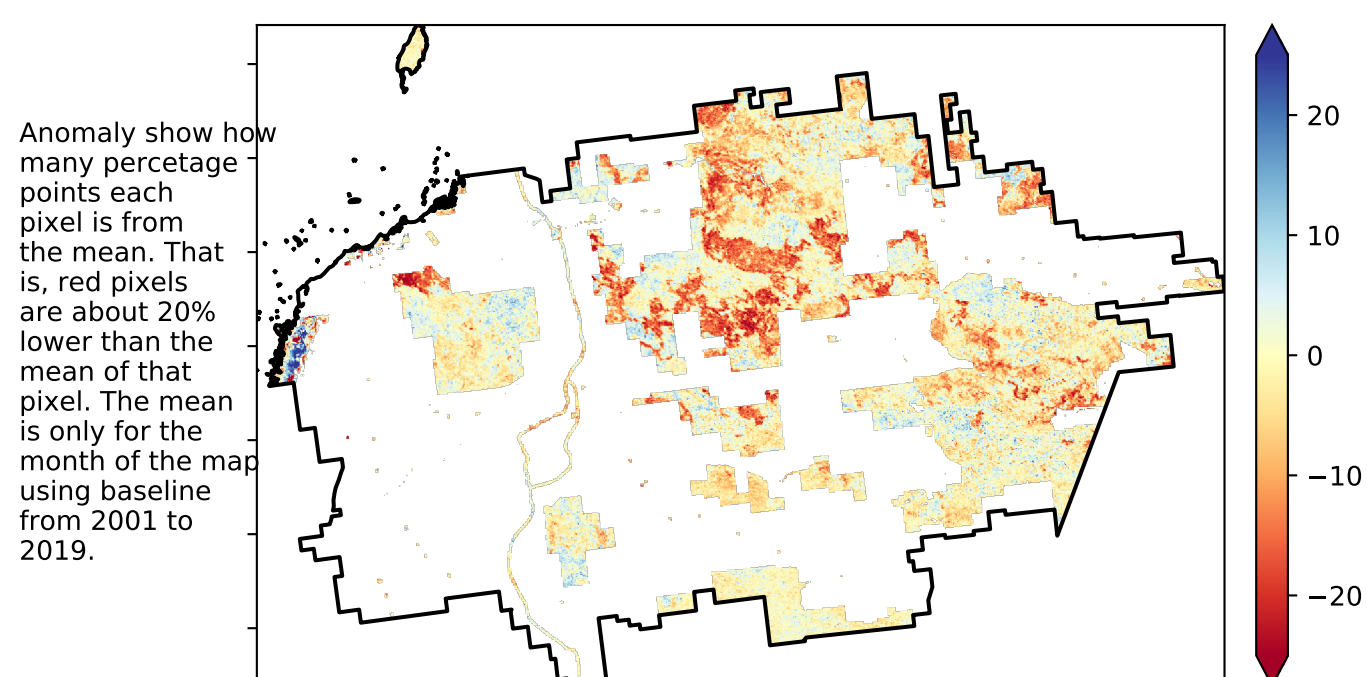 Anomaly show how
many percetage
points each
pixel is from
the mean. That
is, red pixels
are about 20%
lower than the
mean of that
pixel. The mean
is only for the
month of the map
using baseline
from 2001 to
2019.
20
10
0
−10
−20